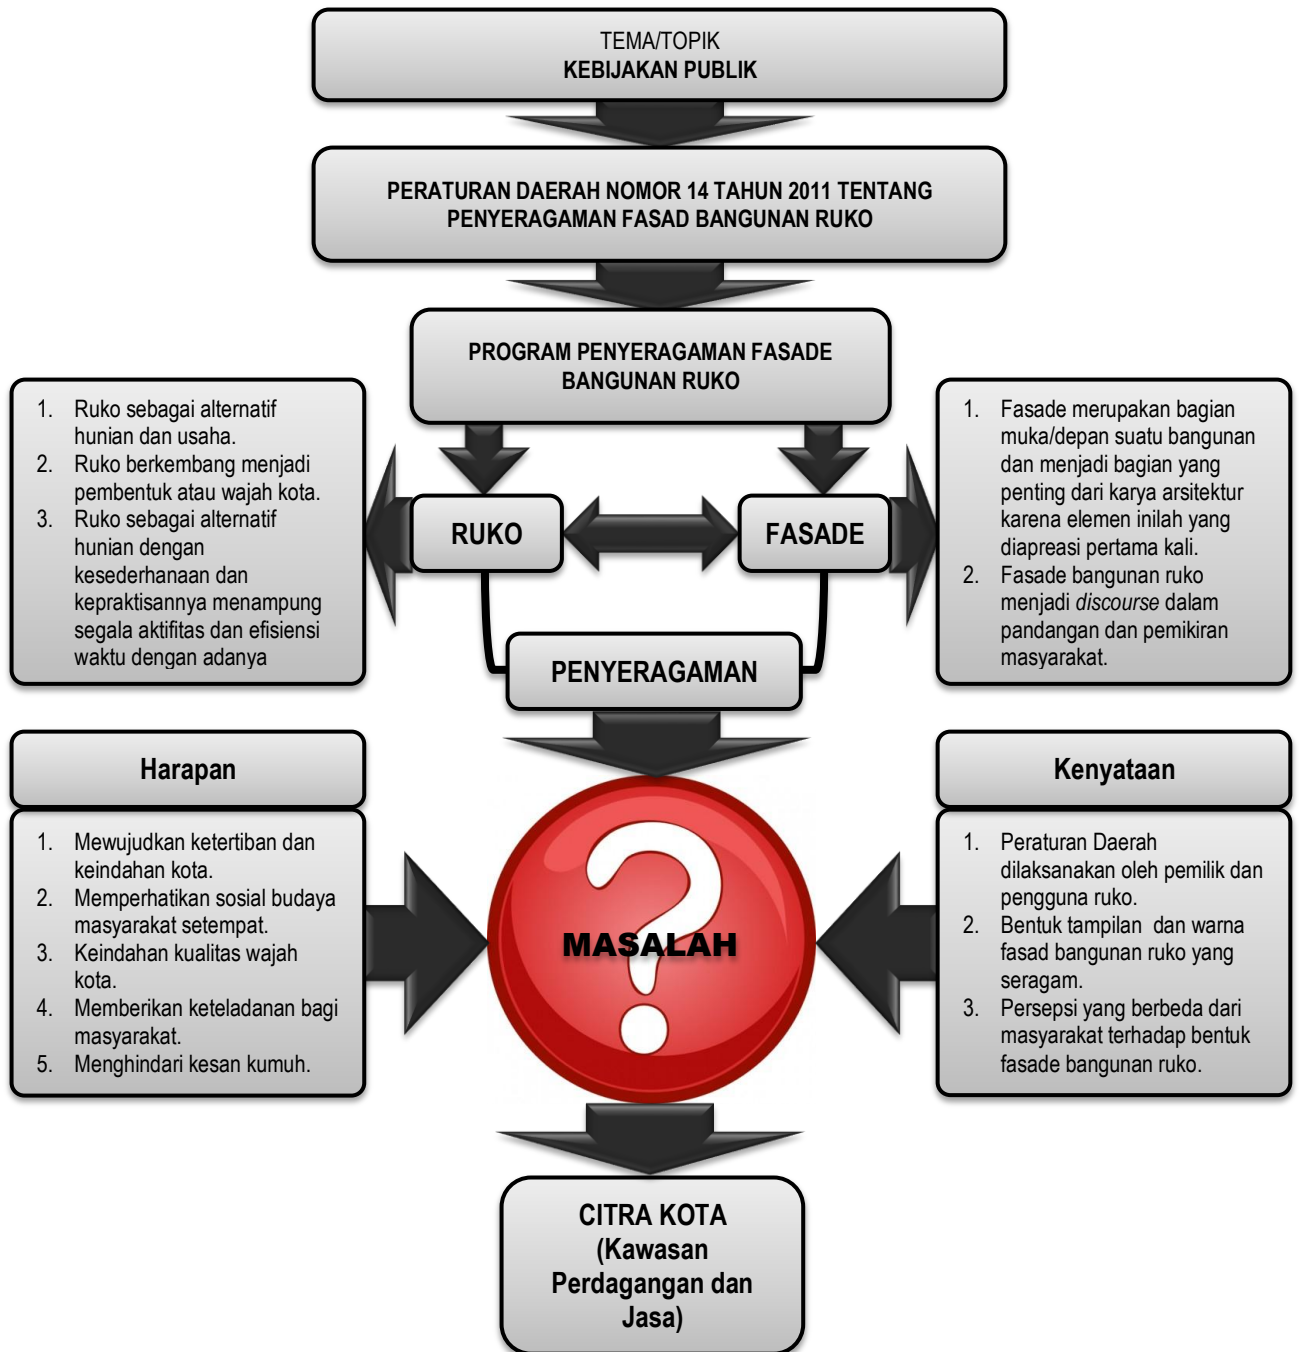 TEMA/TOPIK
KEBIJAKAN PUBLIK
PERATURAN DAERAH NOMOR 14 TAHUN 2011 TENTANG
PENYERAGAMAN FASAD BANGUNAN RUKO
PROGRAM PENYERAGAMAN FASADE
BANGUNAN RUKO
1. Ruko sebagai alternatif
hunian dan usaha.
2. Ruko berkembang menjadi
pembentuk atau wajah kota.
3. Ruko sebagai alternatif
hunian dengan
kesederhanaan dan
kepraktisannya menampung
segala aktifitas dan efisiensi
waktu dengan adanya
RUKO
FASADE
1. Fasade merupakan bagian
muka/depan suatu bangunan
dan menjadi bagian yang
penting dari karya arsitektur
karena elemen inilah yang
diapreasi pertama kali.
2. Fasade bangunan ruko
menjadi discourse dalam
pandangan dan pemikiran
masyarakat.
PENYERAGAMAN
Harapan
1. Mewujudkan ketertiban dan
keindahan kota.
2. Memperhatikan sosial budaya
masyarakat setempat.
3. Keindahan kualitas wajah
kota.
4. Memberikan keteladanan bagi
masyarakat.
5. Menghindari kesan kumuh.
?
MASALAH
Kenyataan
1. Peraturan Daerah
dilaksanakan oleh pemilik dan
pengguna ruko.
2. Bentuk tampilan dan warna
fasad bangunan ruko yang
seragam.
3. Persepsi yang berbeda dari
masyarakat terhadap bentuk
fasade bangunan ruko.
CITRA KOTA
(Kawasan
Perdagangan dan
Jasa)